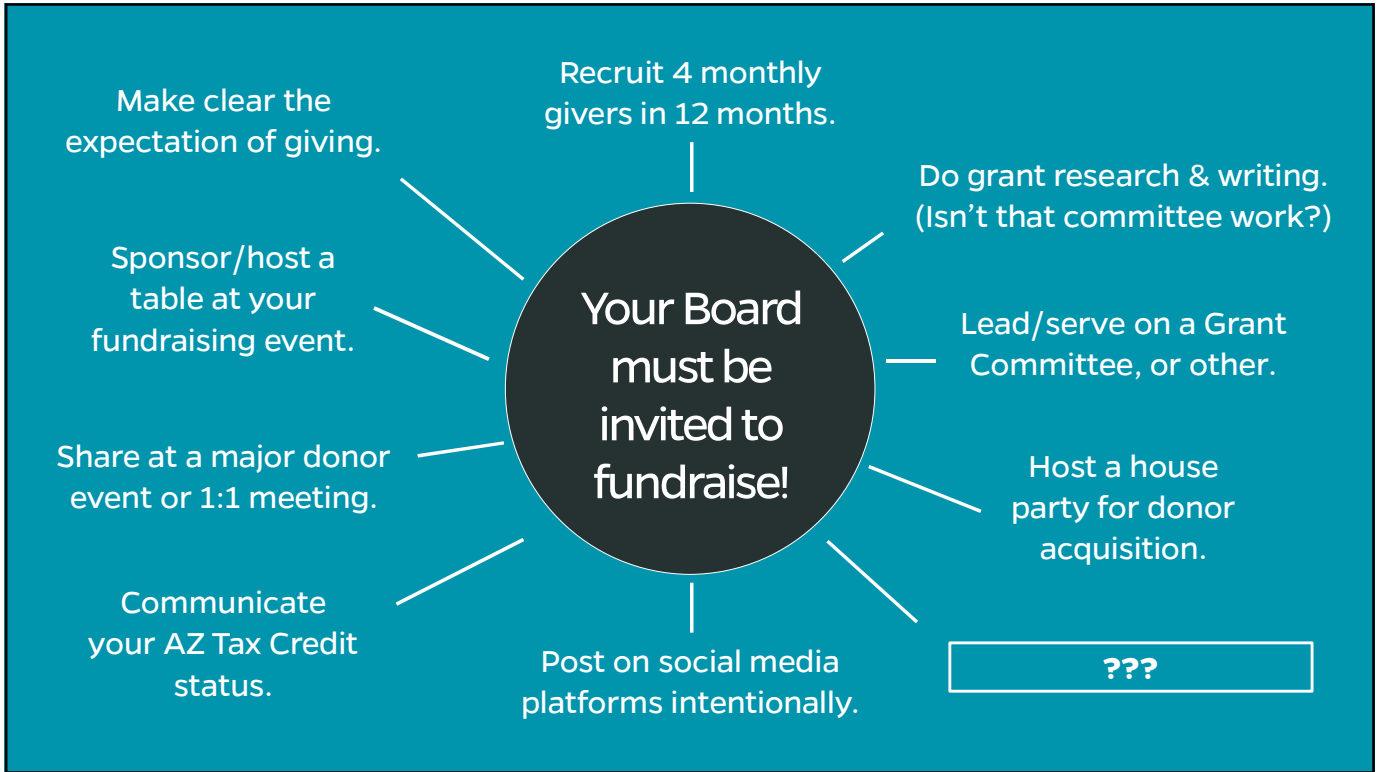 Recruit 4 monthly
givers in 12 months.
Make clear the
expectation of giving.
Do grant research & writing.
(Isn't that committee work?)
Sponsor/host a
table at your
fundraising event.
Your Board
must be
invited to
fundraise!
Lead/serve on a Grant
Committee, or other.
Share at a major donor
event or 1:1 meeting.
Host a house
party for donor
acquisition.
Communicate
your AZ Tax Credit
status.
Post on social media
platforms intentionally.
???